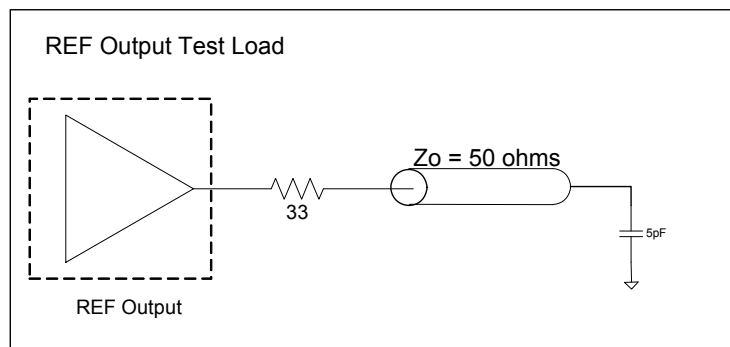 REF Output Test Load
Zo = 50 ohms
33
5pF
REF Output